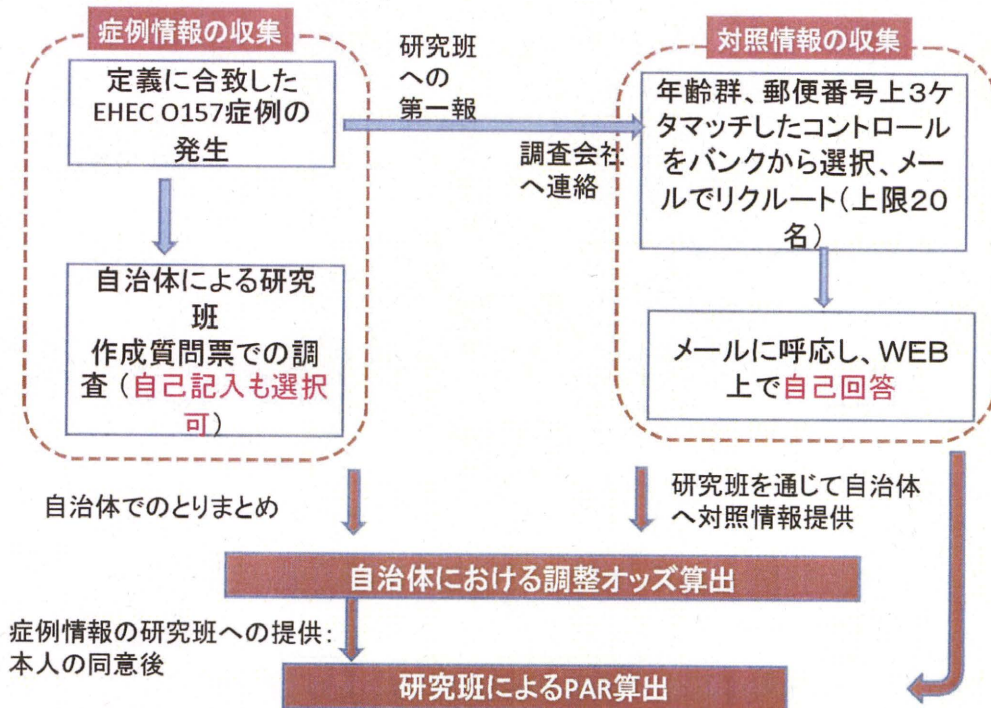 症例情報の収集
定義に合致した
EHEC O157症例の
発生
自治体による研究
班
作成質問票での調
査（自己記入も選択
可）
研究班
への
第一報
調査会社
へ連絡
対照情報の収集
年齢群、郵便番号上３ケ
タマッチしたコントロール
をバンクから選択、メー
ルでリクルート（上限２０
名）
メールに呼応し、WEB
上で自己回答
自治体でのとりまとめ
研究班を通じて自治体
へ対照情報提供
自治体における調整オッズ算出
症例情報の研究班への提供：
本人の同意後
研究班によるPAR算出